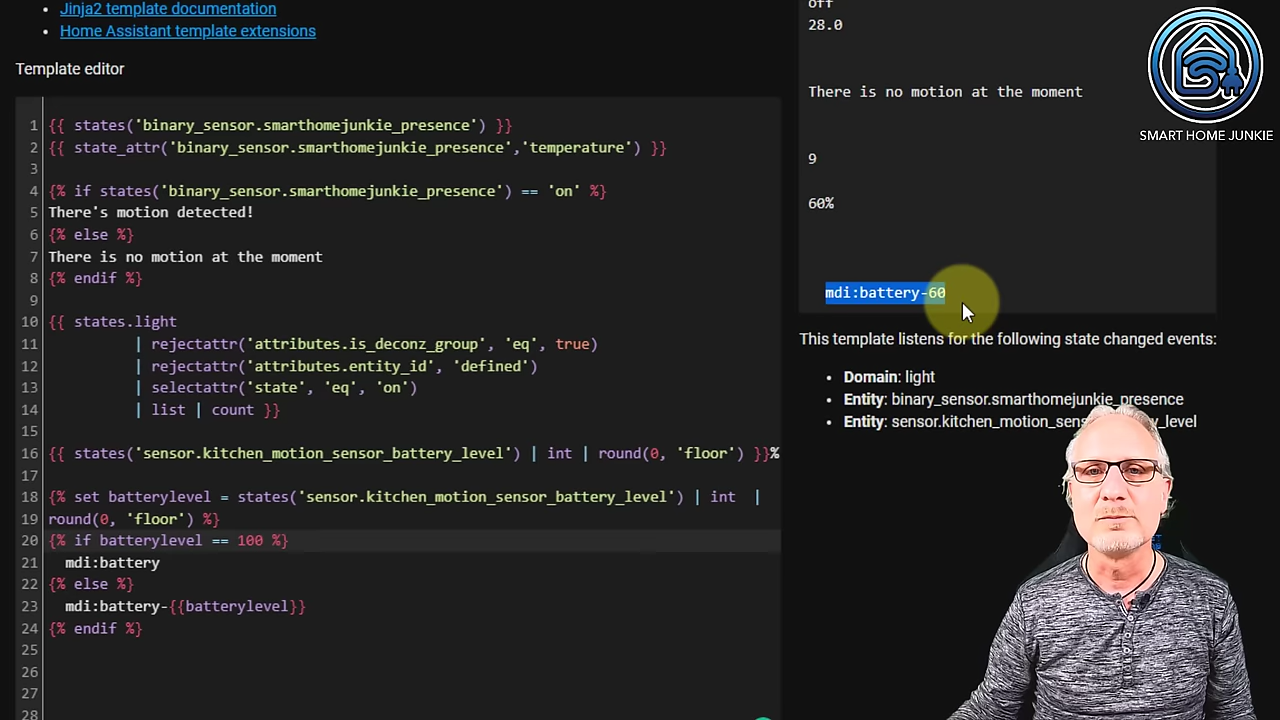 Jinja2 template documentation
Home Assistant template extensions
Template editor
1 {{ states('binary_sensor.smarthomejunkie_presence') }}
2 {{ state_attr('binary_sensor.smarthomejunkie_presence','temperature') }}
3
4 {% if states('binary_sensor.smarthomejunkie_presence') == 'on' %}
5 There's motion detected!
6 {% else %}
7 There is no motion at the moment
8 {% endif %}
9
10 {{ states.light
11 | rejectattr('attributes.is_deconz_group', 'eq', true)
12 | rejectattr('attributes.entity_id', 'defined')
13 | selectattr('state', 'eq', 'on')
14 | list | count }}
15
16 {{ states('sensor.kitchen_motion_sensor_battery_level') | int | round(0, 'floor') }}%
17
18 {% set batterylevel = states('sensor.kitchen_motion_sensor_battery_level') | int |
19 round(0, 'floor') %}
20 {% if batterylevel == 100 %}
21 mdi:battery
22 {% else %}
23 mdi:battery-{{batterylevel}}
24 {% endif %}
25
26
27
28
off
28.0
There is no motion at the moment
9
60%
mdi:battery-60
This template listens for the following state changed events:
Domain: light
Entity: binary_sensor.smarthomejunkie_presence
Entity: sensor.kitchen_motion_sens y_level
SMART HOME JUNKIE